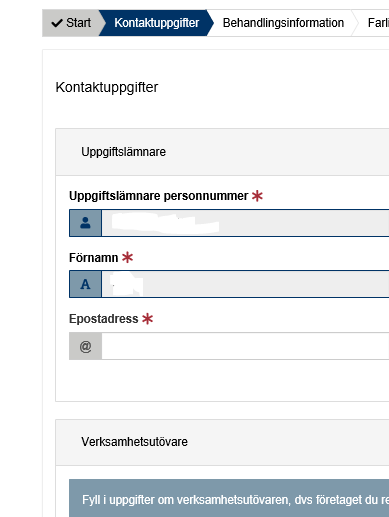 Start Kontaktuppgifter Behandlingsinformation
Kontaktuppgifter
Uppgiftslämnare
Uppgiftslämnare personnummer *
Förnamn *
A
Epostadress *
@
Verksamhetsutövare
Fyll i uppgifter om verksamhetsutövaren, dvs företaget du